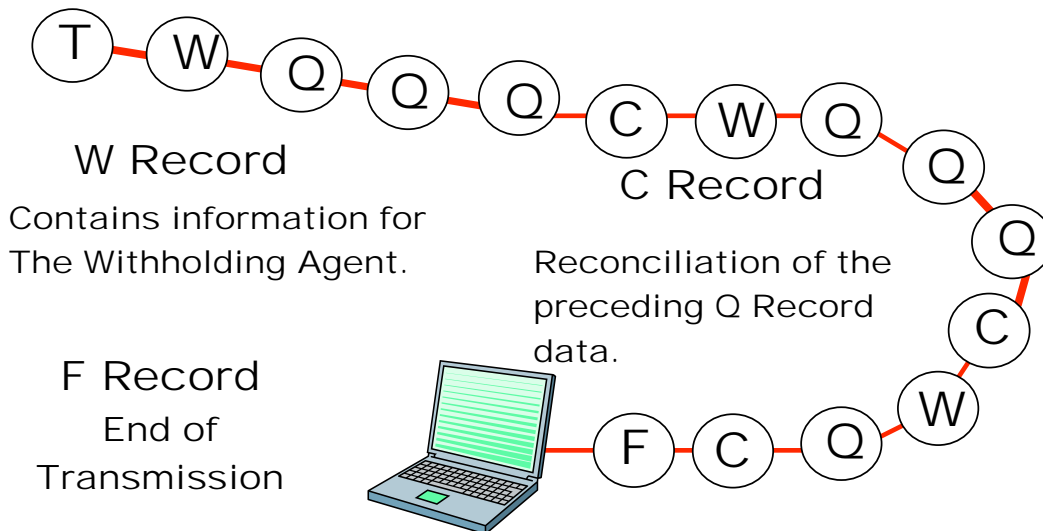 T W Q Q Q C W Q Q Q C W Q C F
W Record
Contains information for
The Withholding Agent.
C Record
Reconciliation of the
preceding Q Record
data.
F Record
End of
Transmission